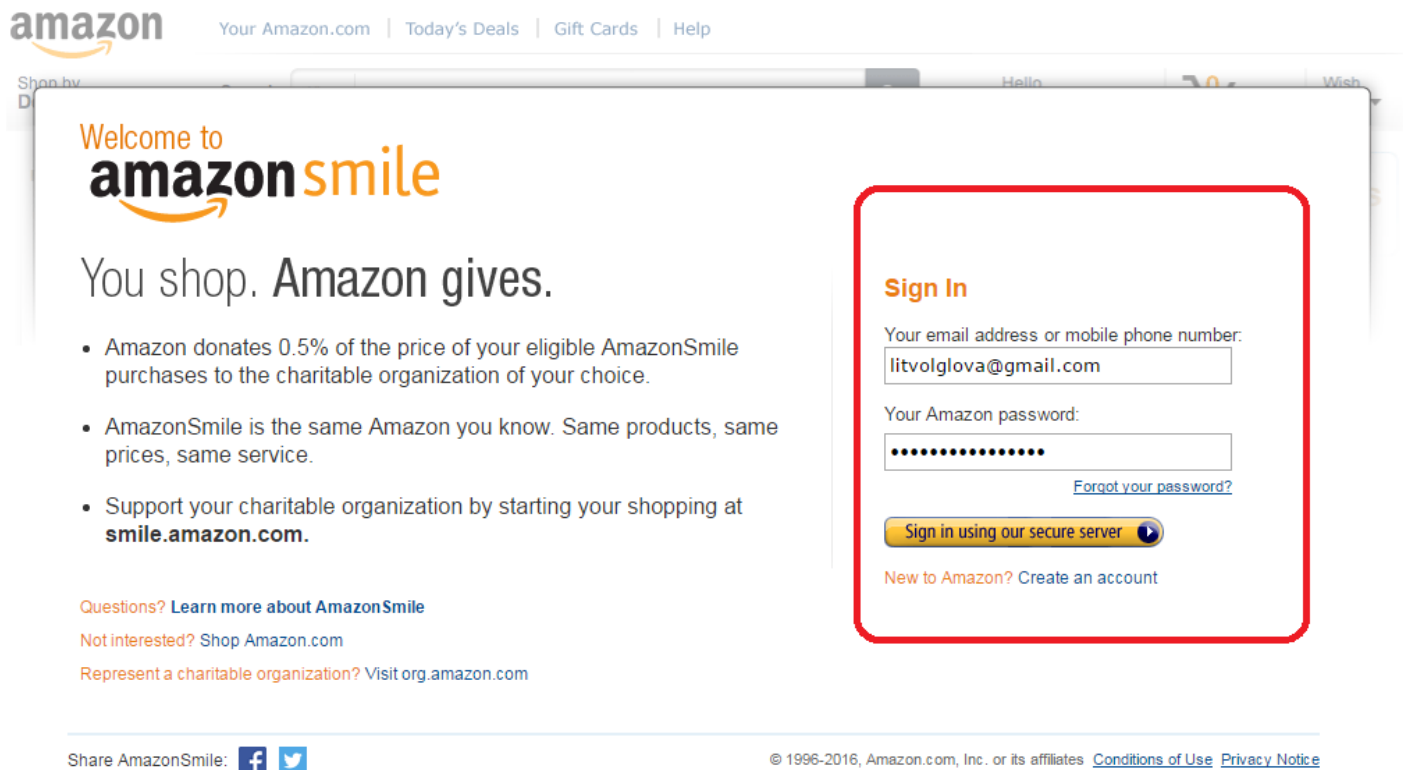 amazon
Your Amazon.com | Today's Deals | Gift Cards | Help
Shop by
Hello
Wish
Welcome to
amazonsmile
You shop. Amazon gives.
• Amazon donates 0.5% of the price of your eligible AmazonSmile
purchases to the charitable organization of your choice.
• AmazonSmile is the same Amazon you know. Same products, same
prices, same service.
• Support your charitable organization by starting your shopping at
smile.amazon.com.
Questions? Learn more about AmazonSmile
Not interested? Shop Amazon.com
Represent a charitable organization? Visit org.amazon.com
Sign In
Your email address or mobile phone number:
litvolglova@gmail.com
Your Amazon password:
••••••••••••••••
Forgot your password?
Sign in using our secure server
New to Amazon? Create an account
Share AmazonSmile:
© 1996-2016, Amazon.com, Inc. or its affiliates Conditions of Use Privacy Notice